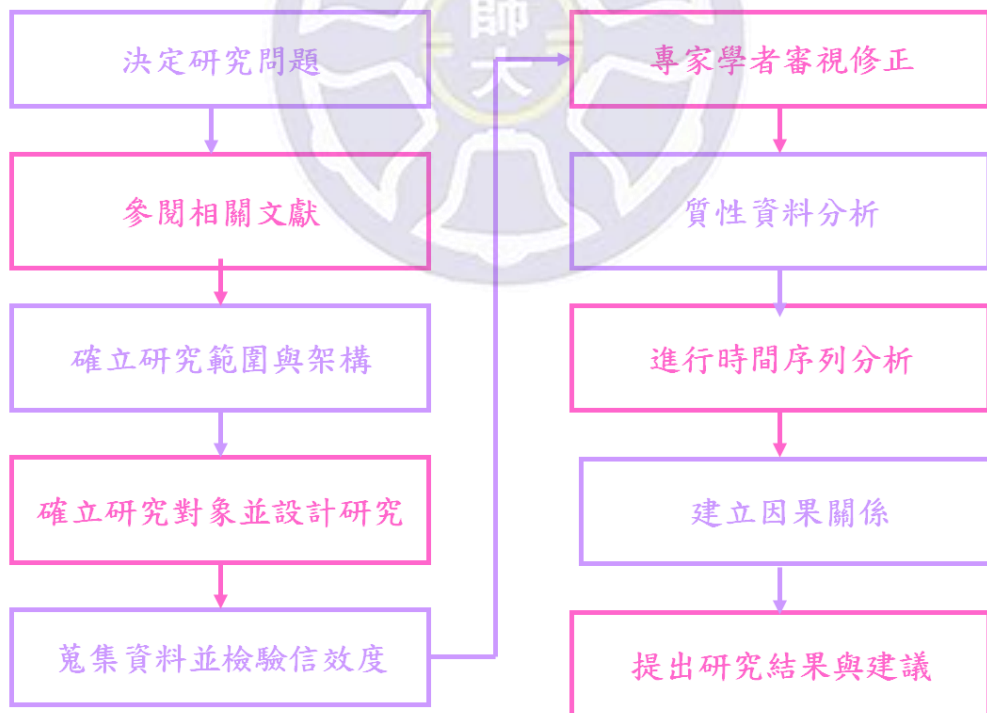 師
大
決定研究問題
參閱相關文獻
確立研究範圍與架構
確立研究對象並設計研究
蒐集資料並檢驗信效度
專家學者審視修正
質性資料分析
進行時間序列分析
建立因果關係
提出研究結果與建議